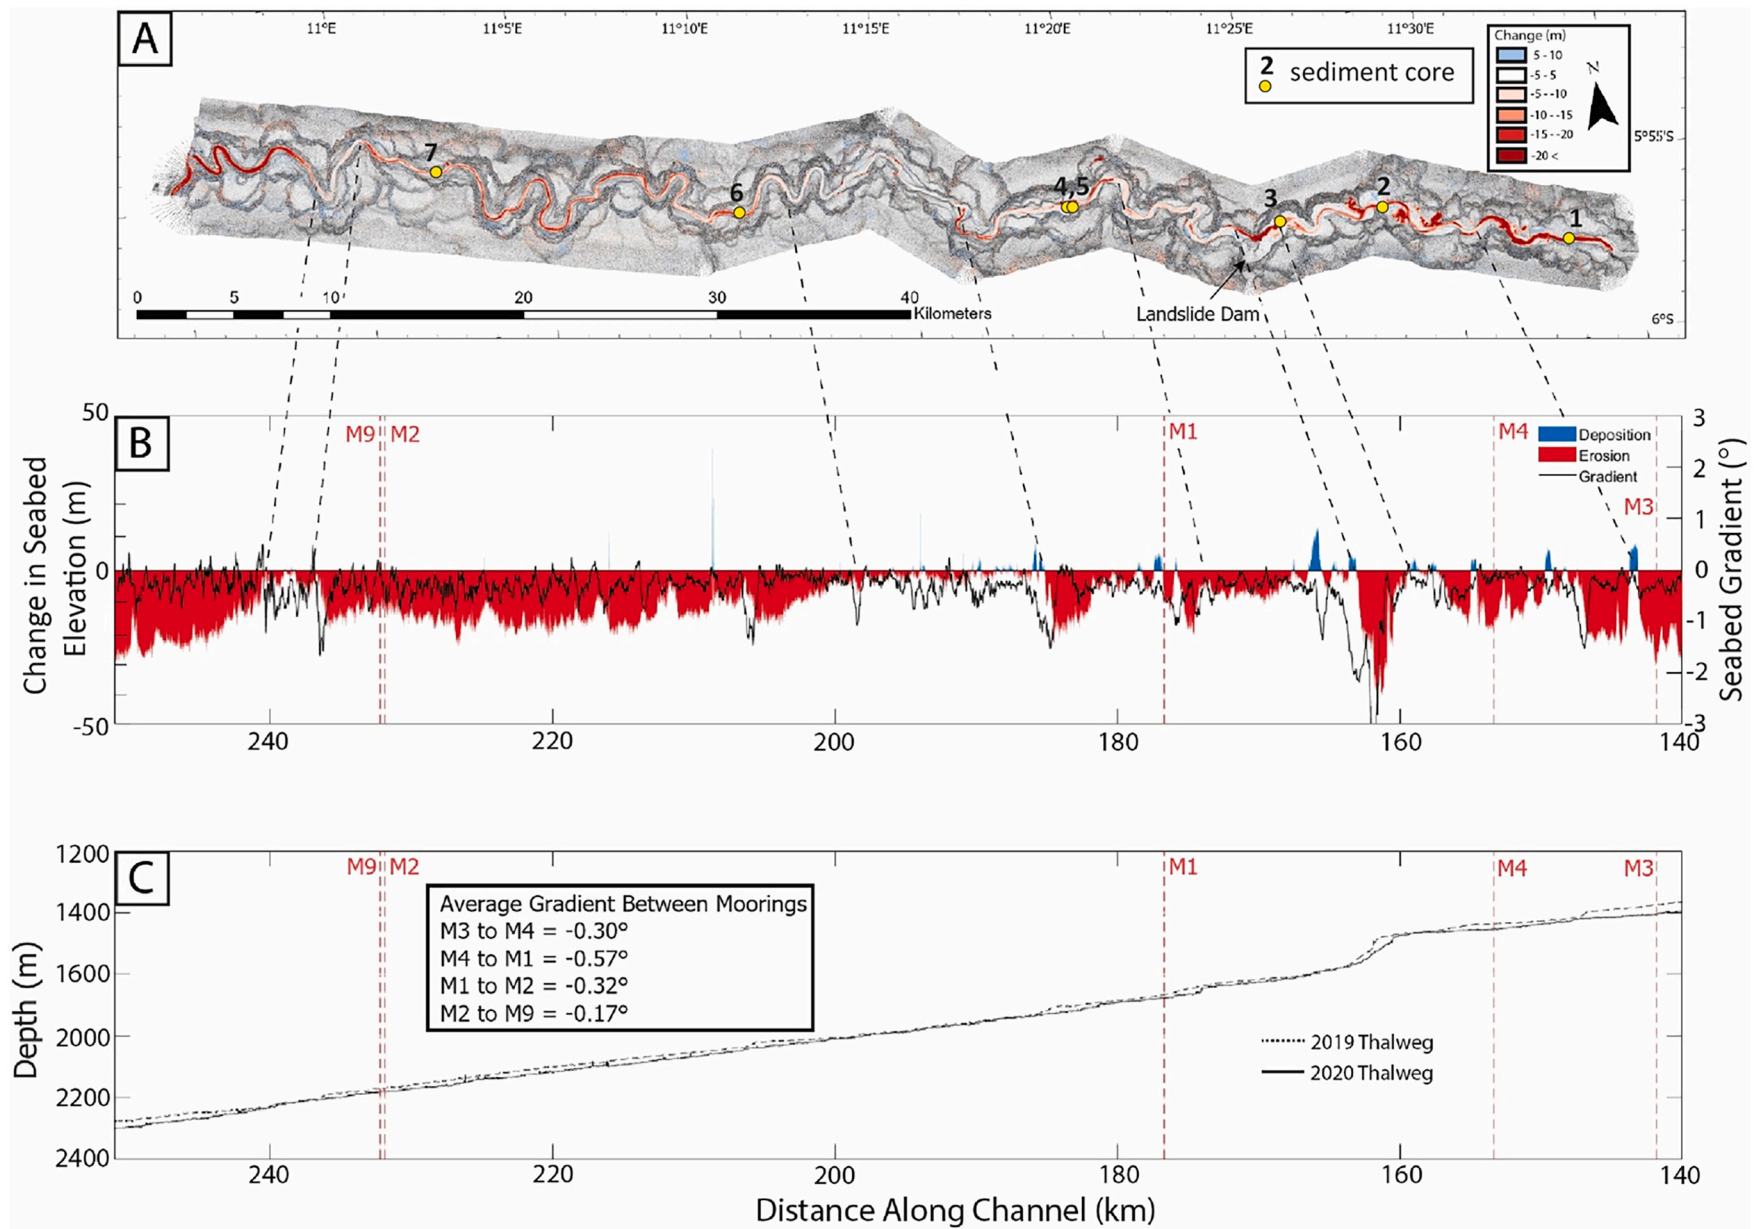 A
11°E 11°5'E 11°10'E 11°15'E 11°20'E 11°25'E 11°30'E
2 sediment core
Change (m)
5 - 10
-5 - 5
-5 - -10
-10 - -15
-15 - -20
-20 <
N
5°55'S
6°S
7
6
4,5
3
2
1
Landslide Dam
0 5 10 20 30 40
Kilometers
B
M9 M2 M1 M4 M3
Deposition
Erosion
Gradient
Change in Seabed
Elevation (m)
50
0
-50
Seabed Gradient (°)
3
2
1
0
-1
-2
-3
240 220 200 180 160 140
C
M9 M2 M1 M4 M3
Average Gradient Between Moorings
M3 to M4 = -0.30°
M4 to M1 = -0.57°
M1 to M2 = -0.32°
M2 to M9 = -0.17°
2019 Thalweg
2020 Thalweg
Depth (m)
1200
1400
1600
1800
2000
2200
2400
240 220 200 180 160 140
Distance Along Channel (km)